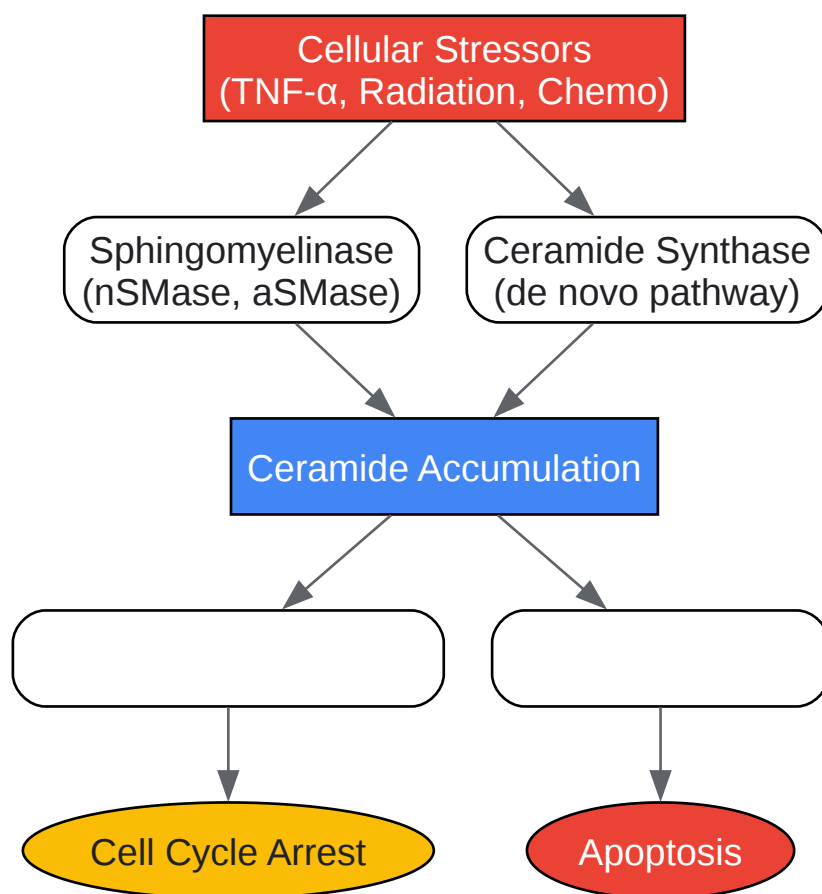 Cellular Stressors
(TNF-α, Radiation, Chemo)
Sphingomyelinase
(nSMase, aSMase)
Ceramide Synthase
(de novo pathway)
Ceramide Accumulation
Cell Cycle Arrest
Apoptosis